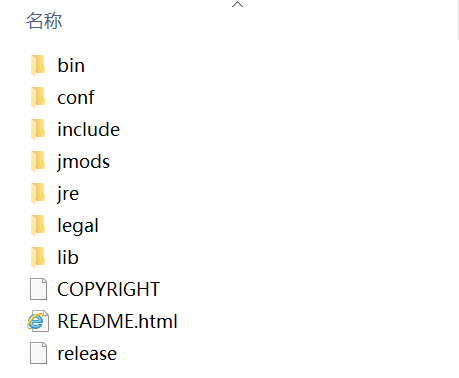 名称
bin
conf
include
jmods
jre
legal
lib
COPYRIGHT
README.html
release